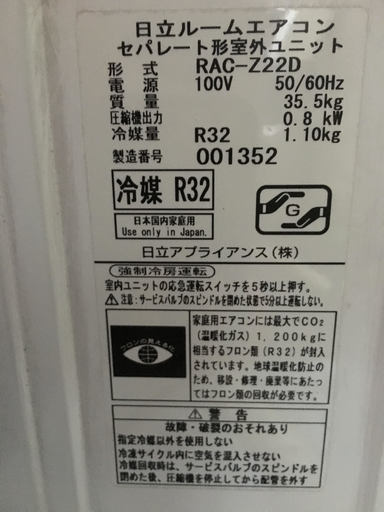 日立ルームエアコン
セパレート形室外ユニット
形式 RAC-Z22D
電源 100V 50/60Hz
質量 35.5kg
圧縮機出力 0.8 kW
冷媒量 R32 1.10kg
製造番号 001352
冷媒 R32
G
日本国内家庭用
Use only in Japan.
日立アプライアンス(株)
強制冷房運転
室内ユニットの応急運転スイッチを5秒以上押す。
⚠注意:サービスバルブのスピンドルを閉めた状態で5分以上運転しない。
フロンの見える化
家庭用エアコンには最大でCO₂
(温暖化ガス) 1,200kgに
相当するフロン類(R32)が封入
されています。地球温暖化防止の
ため、移設・修理・廃棄等にあたっ
てはフロン類の回収が必要です。
⚠警告
故障・破裂のおそれあり
指定冷媒以外を使用しない
冷凍サイクル内に空気を混入させない
冷媒回収時は、サービスバルブのスピンドルを
閉めた後、圧縮機を停止してから配管を外す